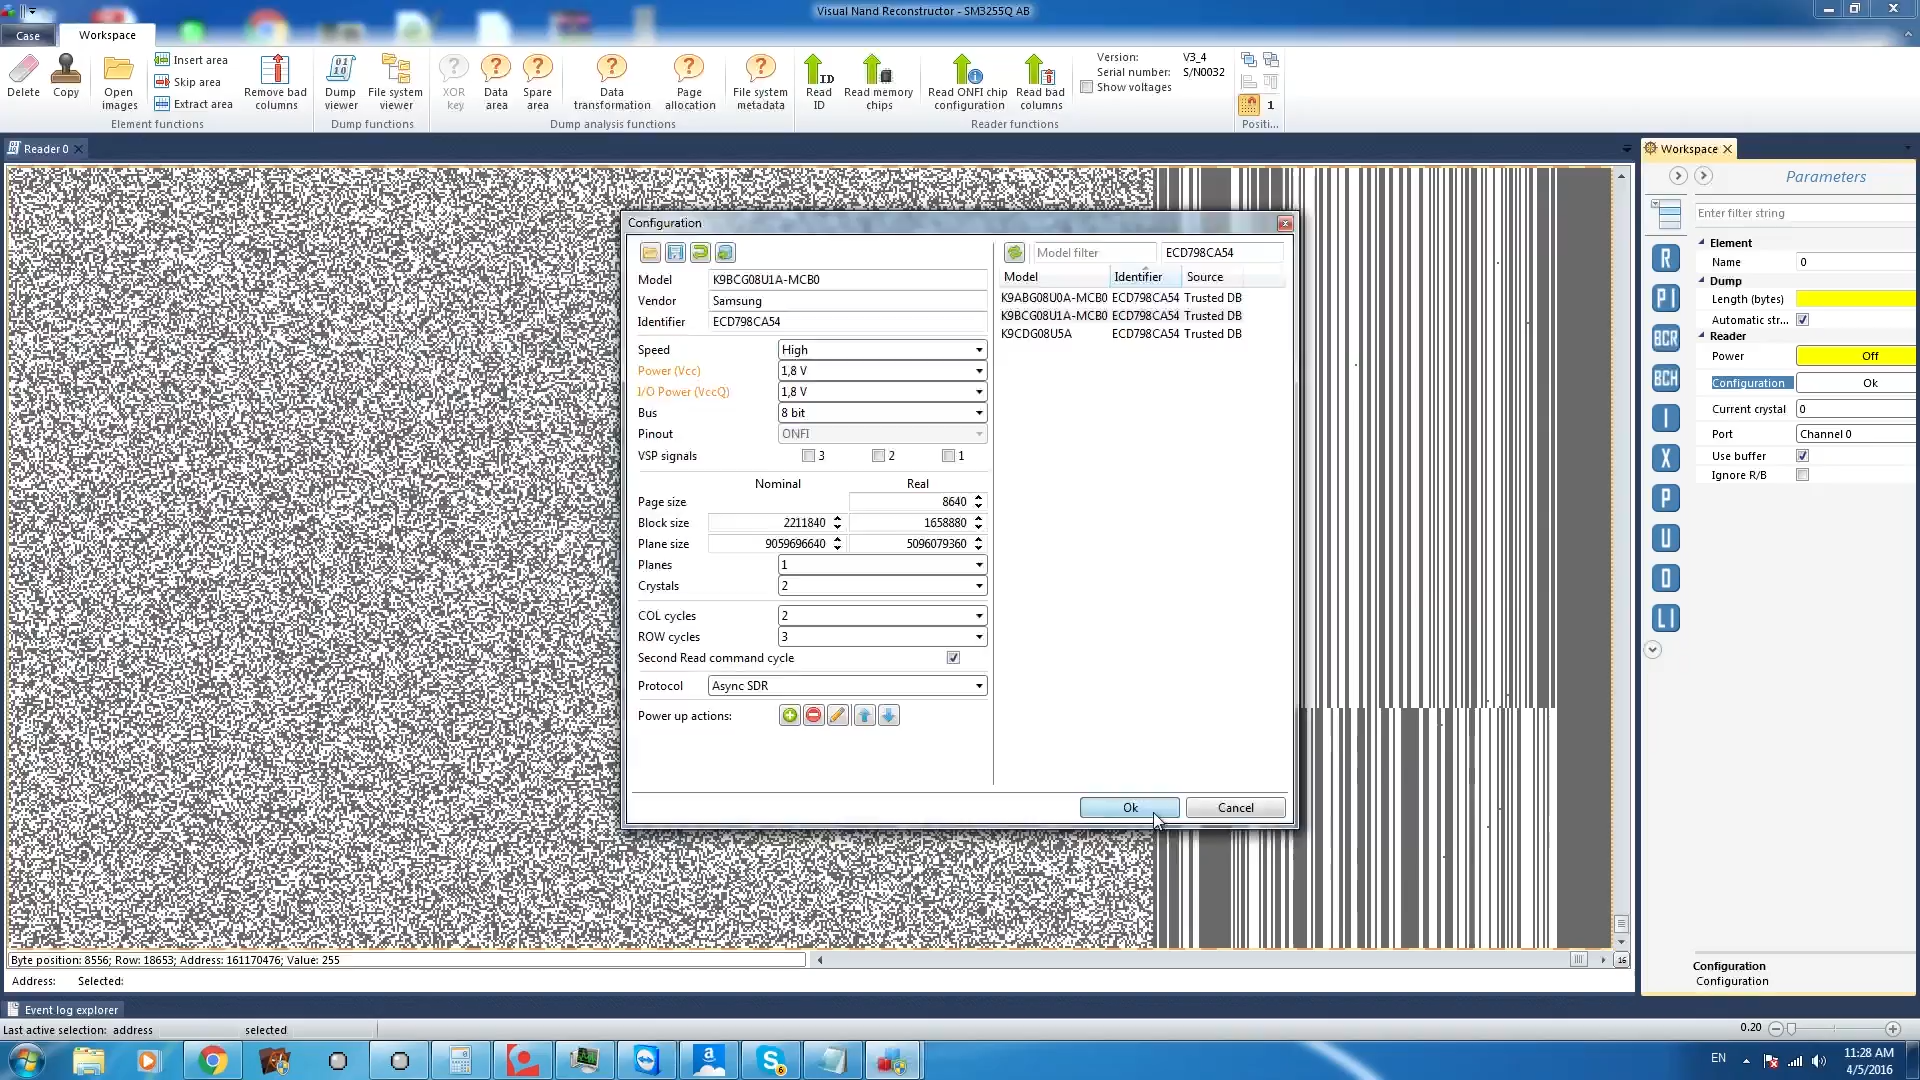 Visual Nand Reconstructor - SM3255Q AB
Case
Workspace
Delete
Copy
Open images
Insert area
Skip area
Extract area
Remove bad columns
Element functions
Dump viewer
File system viewer
Dump functions
XOR key
Data area
Spare area
Data transformation
Page allocation
File system metadata
Dump analysis functions
ID
Read ID
Read memory chips
Read ONFI chip configuration
Read bad columns
Reader functions
Version: V3_4
Serial number: S/N0032
Show voltages
1
Positi...
Reader 0
Workspace
Parameters
Enter filter string
Element
Name 0
Dump
Length (bytes)
Automatic str...
Reader
Power Off
Configuration Ok
Current crystal 0
Port Channel 0
Use buffer
Ignore R/B
R
PI
BCR
BCH
I
X
P
U
O
LI
Configuration
Configuration
Configuration
Model K9BCG08U1A-MCB0
Vendor Samsung
Identifier ECD798CA54
Speed High
Power (Vcc) 1,8 V
I/O Power (VccQ) 1,8 V
Bus 8 bit
Pinout ONFI
VSP signals 3 2 1
Nominal Real
Page size 8640
Block size 2211840 1658880
Plane size 9059696640 5096079360
Planes 1
Crystals 2
COL cycles 2
ROW cycles 3
Second Read command cycle
Protocol Async SDR
Power up actions:
Model filter ECD798CA54
Model Identifier Source
K9ABG08U0A-MCB0 ECD798CA54 Trusted DB
K9BCG08U1A-MCB0 ECD798CA54 Trusted DB
K9CDG08U5A ECD798CA54 Trusted DB
Ok Cancel
Byte position: 8556; Row: 18653; Address: 161170476; Value: 255
16
Address: Selected:
Event log explorer
Last active selection: address selected
0.20
EN
11:28 AM
4/5/2016